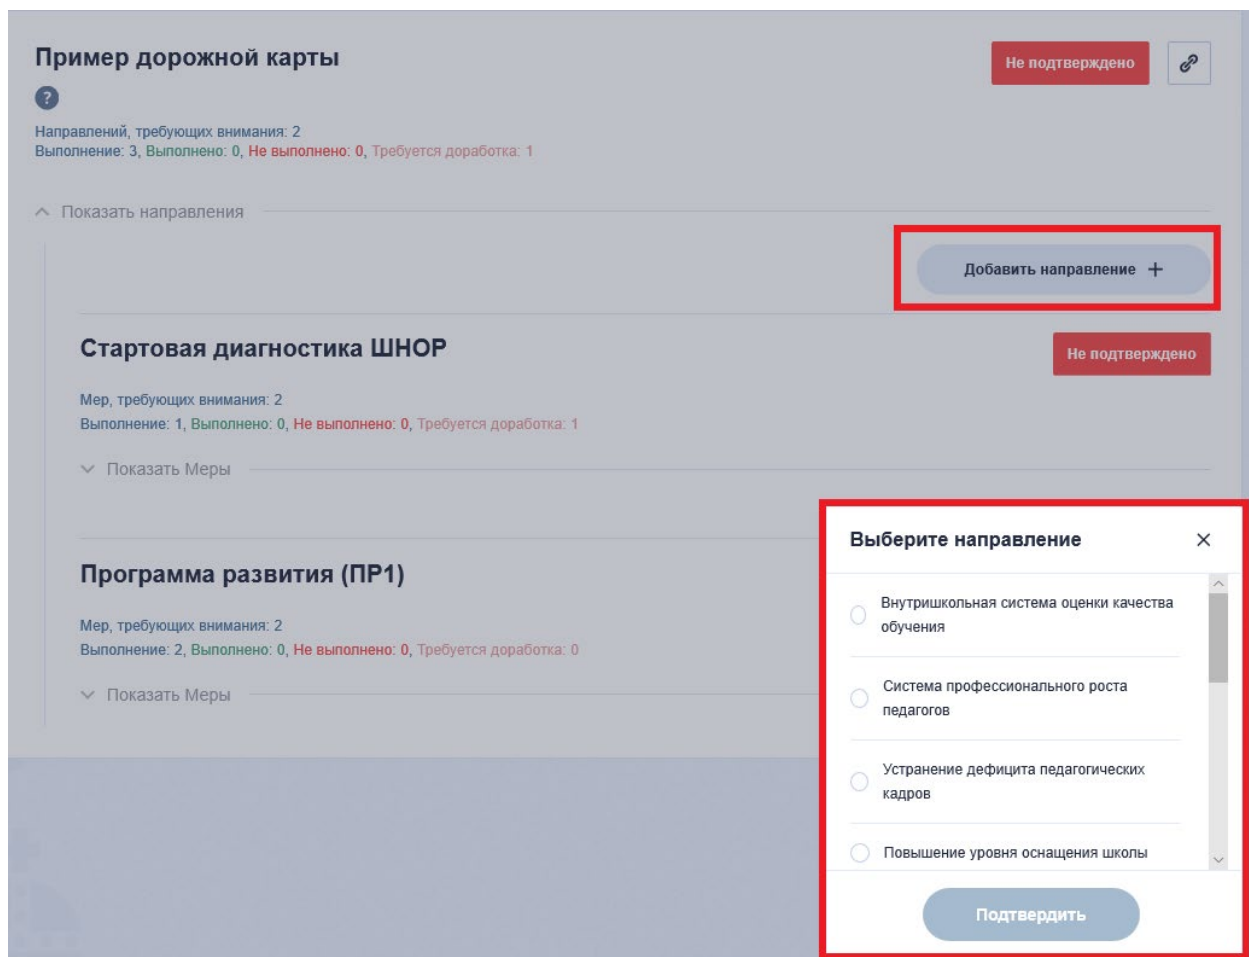 Пример дорожной карты
Не подтверждено
?
Направлений, требующих внимания: 2
Выполнение: 3, Выполнено: 0, Не выполнено: 0, Требуется доработка: 1
Показать направления
Добавить направление +
Стартовая диагностика ШНОР
Не подтверждено
Мер, требующих внимания: 2
Выполнение: 1, Выполнено: 0, Не выполнено: 0, Требуется доработка: 1
Показать Меры
Программа развития (ПР1)
Мер, требующих внимания: 2
Выполнение: 2, Выполнено: 0, Не выполнено: 0, Требуется доработка: 0
Показать Меры
Выберите направление
Внутришкольная система оценки качества
обучения
Система профессионального роста
педагогов
Устранение дефицита педагогических
кадров
Повышение уровня оснащения школы
Подтвердить